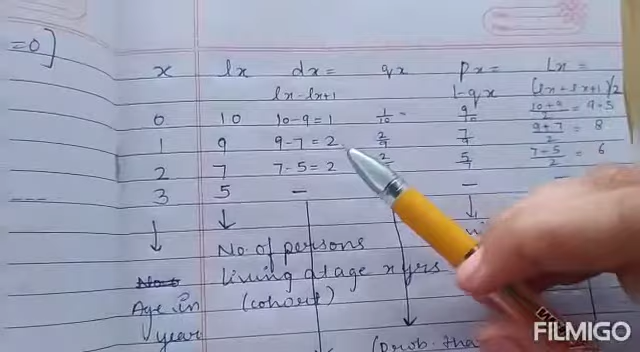 =0]
x lx dx= qx px= Lx=
lx-lx+1 1-qx (lx+lx+1)/2
0 10 10-9=1 1/10 9/10 10+9/2 = 9.5
1 9 9-7=2 2/9 7/9 9+7/2 = 8
2 7 7-5=2 2/ 5/7 7-5/2 = 6
3 5 - -
No. of persons
living at age x yrs
Age in (cohort)
year
(Prob. tha
FILMIGO